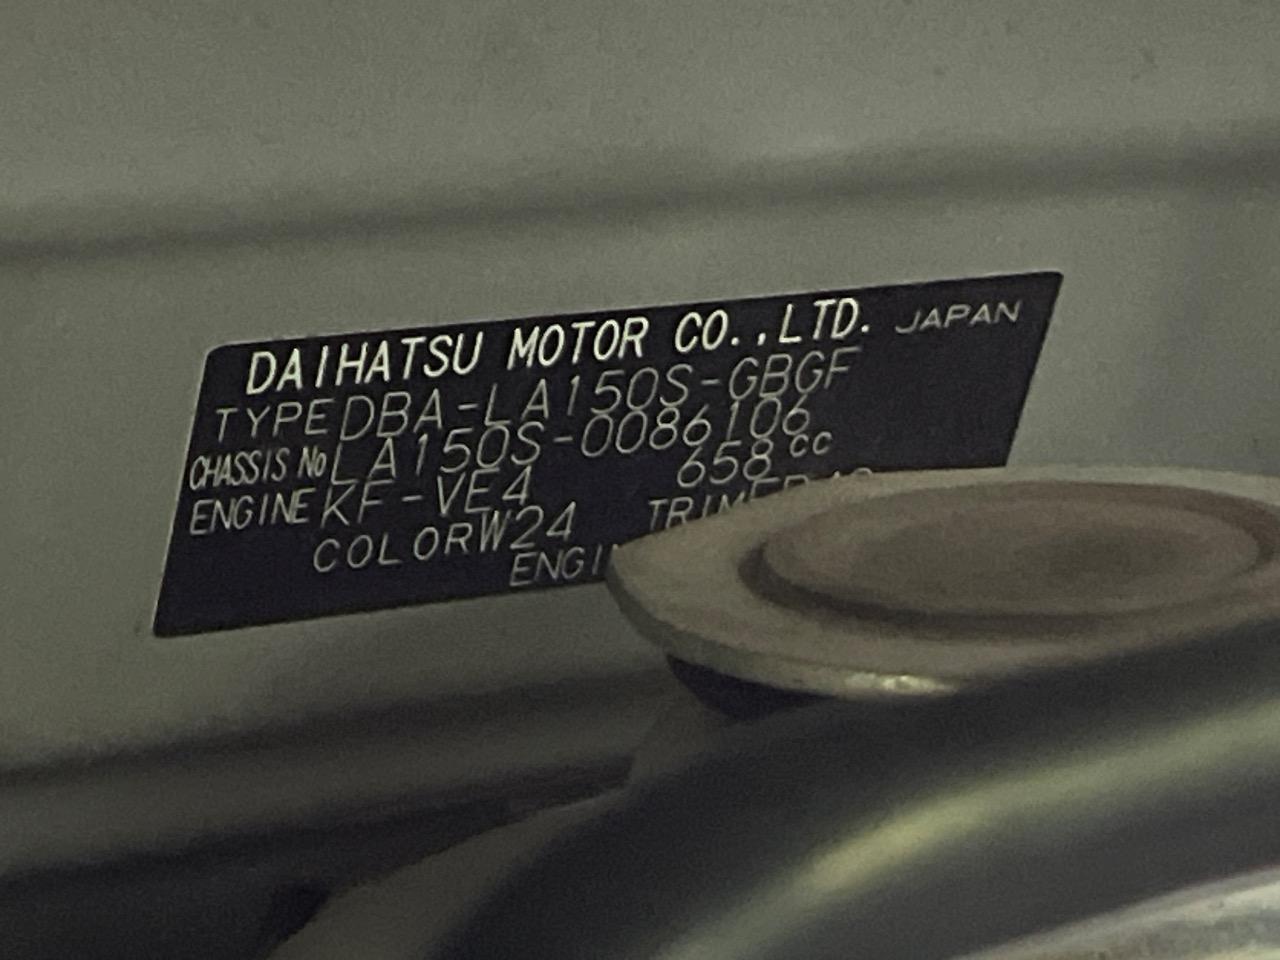 DAIHATSU MOTOR CO.,LTD. JAPAN
TYPE DBA-LA150S-GBGF
CHASSIS No LA150S-0086106
ENGINE KF-VE4 658cc
COLOR W24